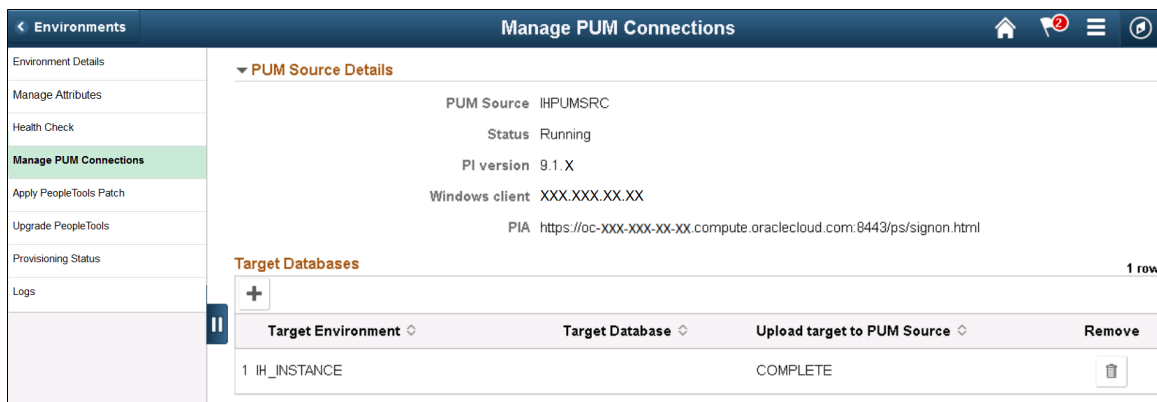 Environments
Manage PUM Connections
2
Environment Details
Manage Attributes
Health Check
Manage PUM Connections
Apply PeopleTools Patch
Upgrade PeopleTools
Provisioning Status
Logs
PUM Source Details
PUM Source IHPUMSRC
Status Running
PI version 9.1.X
Windows client XXX.XXX.XX.XX
PIA https://oc-XXX-XXX-XX-XX.compute.oraclecloud.com:8443/ps/signon.html
Target Databases
1 row
Target Environment Target Database Upload target to PUM Source Remove
1 IH_INSTANCE COMPLETE